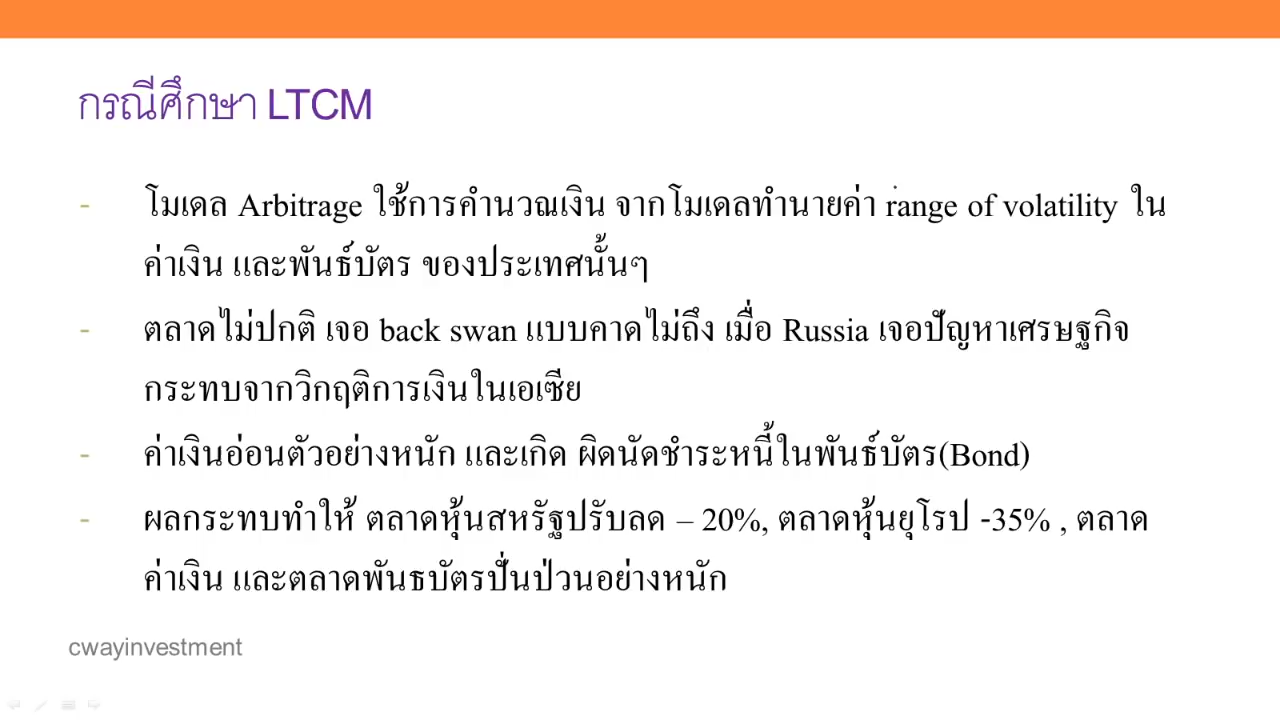 กรณีศึกษา LTCM
- โมเดล Arbitrage ใช้การคำนวณเงิน จากโมเดลทำนายค่า range of volatility ใน
ค่าเงิน และพันธ์บัตร ของประเทศนั้นๆ
- ตลาดไม่ปกติ เจอ back swan แบบคาดไม่ถึง เมื่อ Russia เจอปัญหาเศรษฐกิจ
กระทบจากวิกฤติการเงินในเอเซีย
- ค่าเงินอ่อนตัวอย่างหนัก และเกิด ผิดนัดชำระหนี้ในพันธ์บัตร(Bond)
- ผลกระทบทำให้ ตลาดหุ้นสหรัฐปรับลด – 20%, ตลาดหุ้นยุโรป -35% , ตลาด
ค่าเงิน และตลาดพันธบัตรปั่นป่วนอย่างหนัก
cwayinvestment